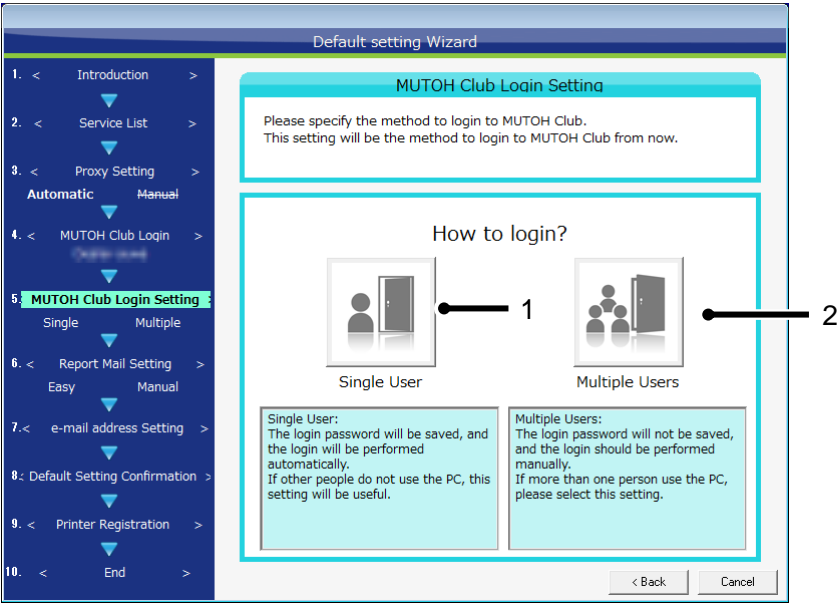 Default setting Wizard
1. < Introduction >
2. < Service List >
3. < Proxy Setting >
Automatic Manual
4. < MUTOH Club Login >
5. MUTOH Club Login Setting
Single Multiple
6. < Report Mail Setting >
Easy Manual
7.< e-mail address Setting >
8.< Default Setting Confirmation >
9. < Printer Registration >
10. < End >
MUTOH Club Login Setting
Please specify the method to login to MUTOH Club.
This setting will be the method to login to MUTOH Club from now.
How to login?
1
2
Single User
Multiple Users
Single User:
The login password will be saved, and
the login will be performed
automatically.
If other people do not use the PC, this
setting will be useful.
Multiple Users:
The login password will not be saved,
and the login should be performed
manually.
If more than one person use the PC,
please select this setting.
< Back
Cancel